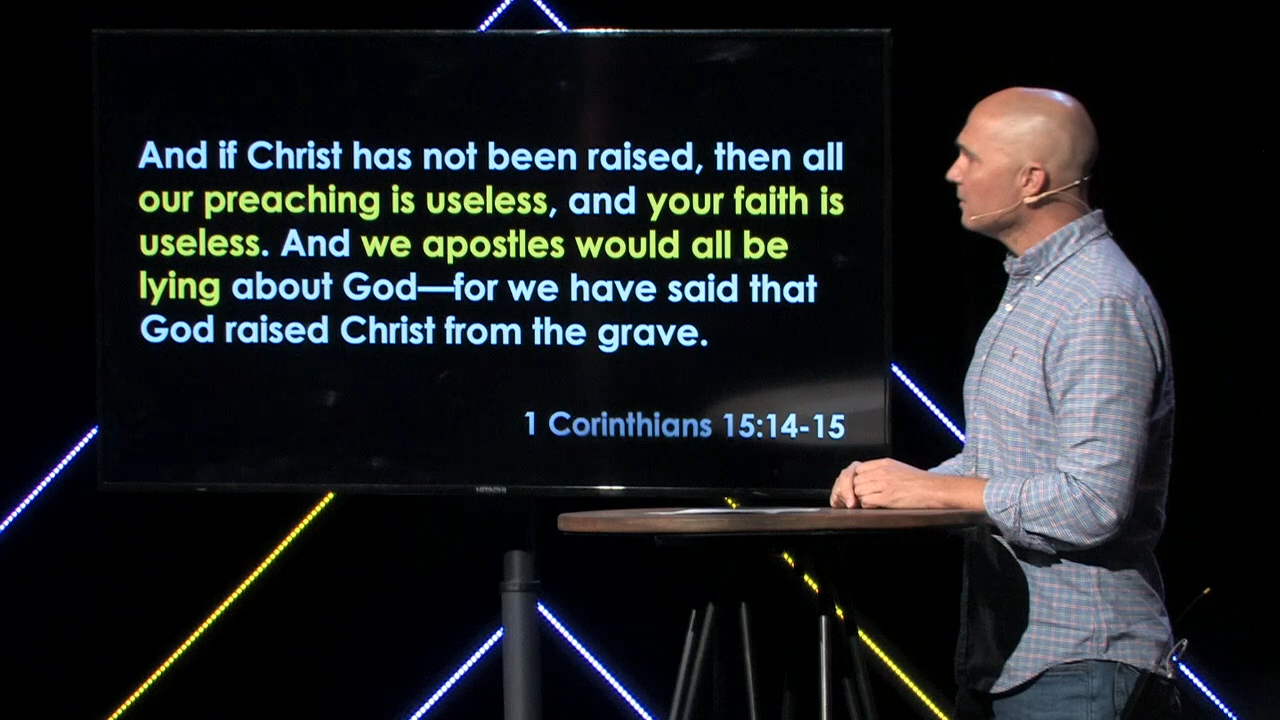 And if Christ has not been raised, then all
our preaching is useless, and your faith is
useless. And we apostles would all be
lying about God—for we have said that
God raised Christ from the grave.
1 Corinthians 15:14-15
HITACHI